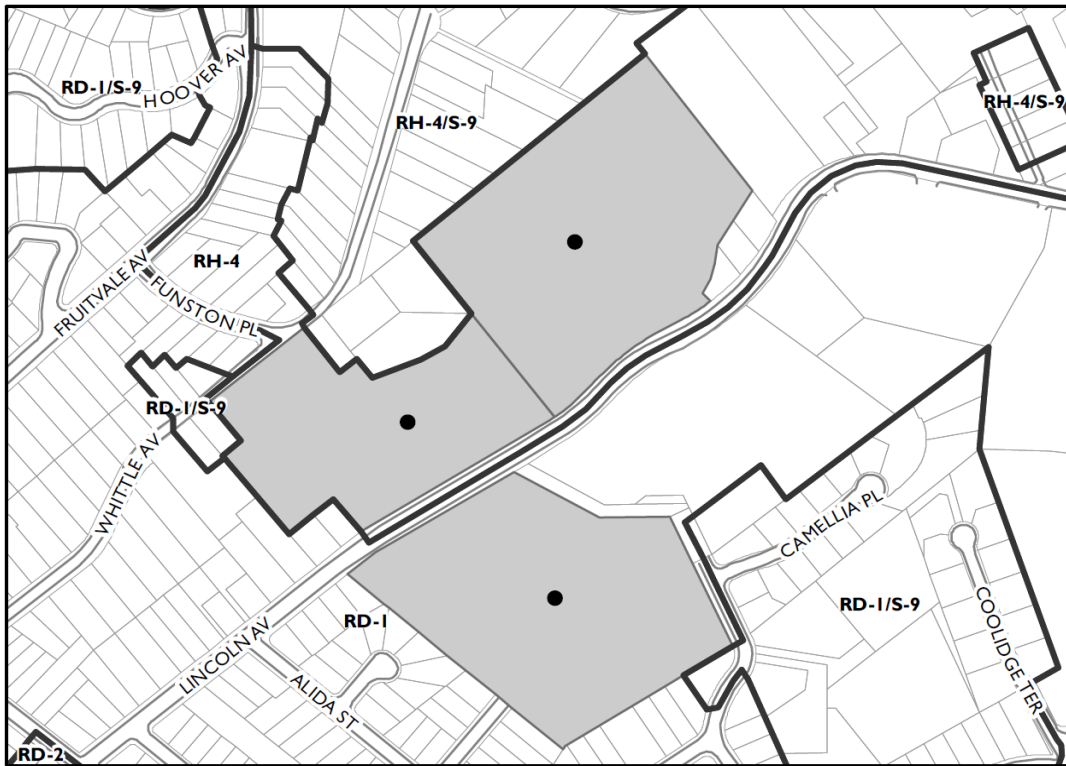 HOOVER AV
RD-1/S-9
RH-4/S-9
RH-4/S-9
RH-4
FRUITVALE AV
FUNSTON PL
RD-1/S-9
WHITTLE AV
CAMELLIA PL
RD-1/S-9
COOLIDGE TER
RD-1
LINCOLN AV
ALIDA ST
RD-2